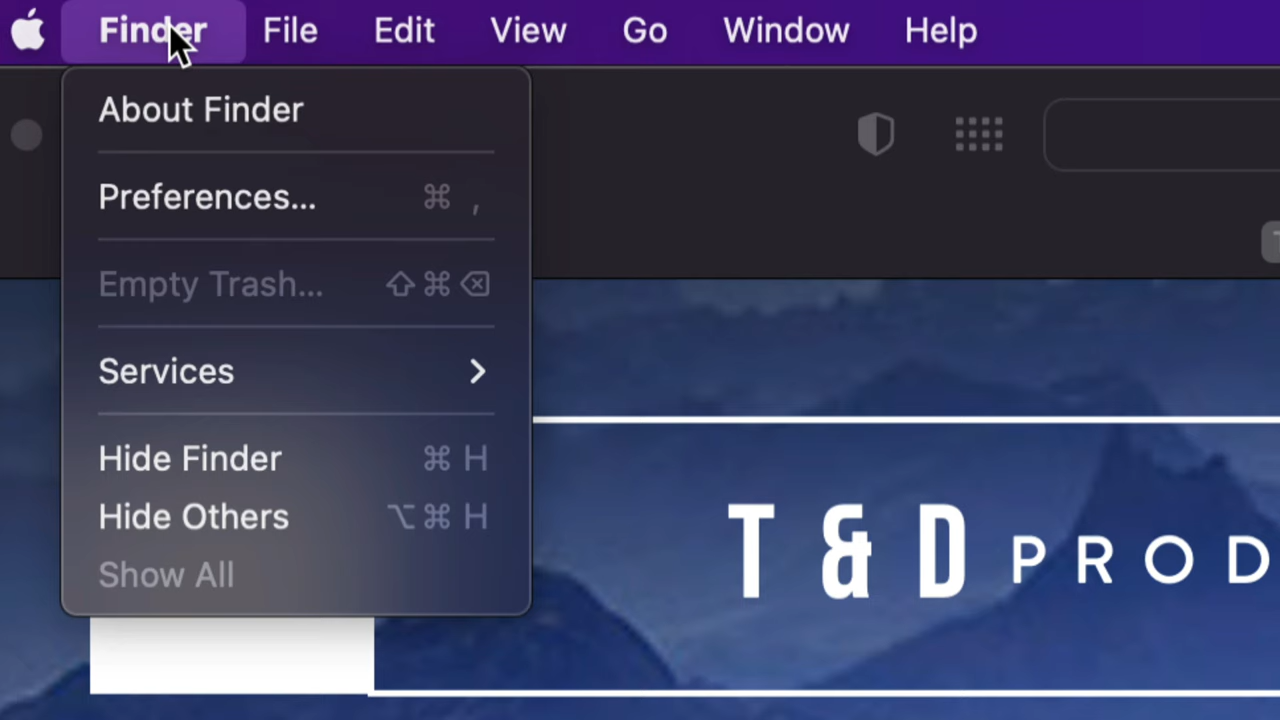 Finder File Edit View Go Window Help
About Finder
Preferences... ⌘ ,
Empty Trash... ⇧⌘⌫
Services >
Hide Finder ⌘ H
Hide Others ⌥⌘ H
Show All
T & D PROD